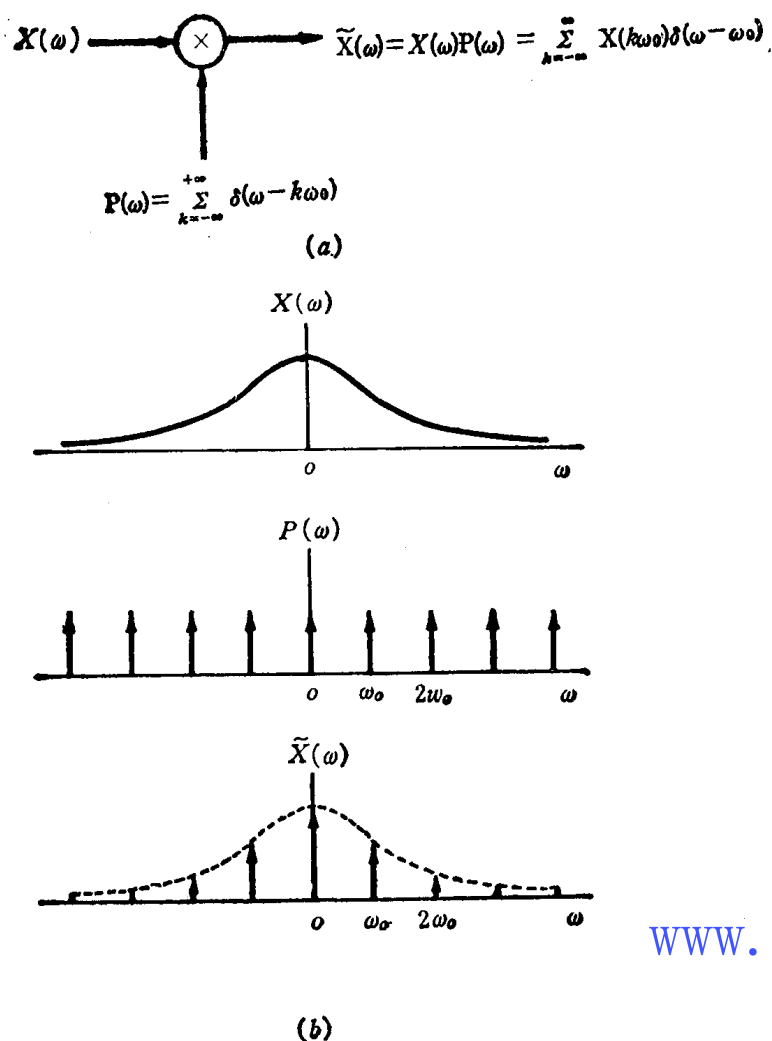 X(ω) × X̃(ω)=X(ω)P(ω) = Σ_{k=-∞}^{∞} X(kω₀)δ(ω-ω₀),
P(ω)= Σ_{k=-∞}^{+∞} δ(ω-kω₀)
(a)
X(ω)
o ω
P(ω)
o ω₀ 2w₀ ω
X̃(ω)
o ω₀ 2ω₀ ω
www.
(b)